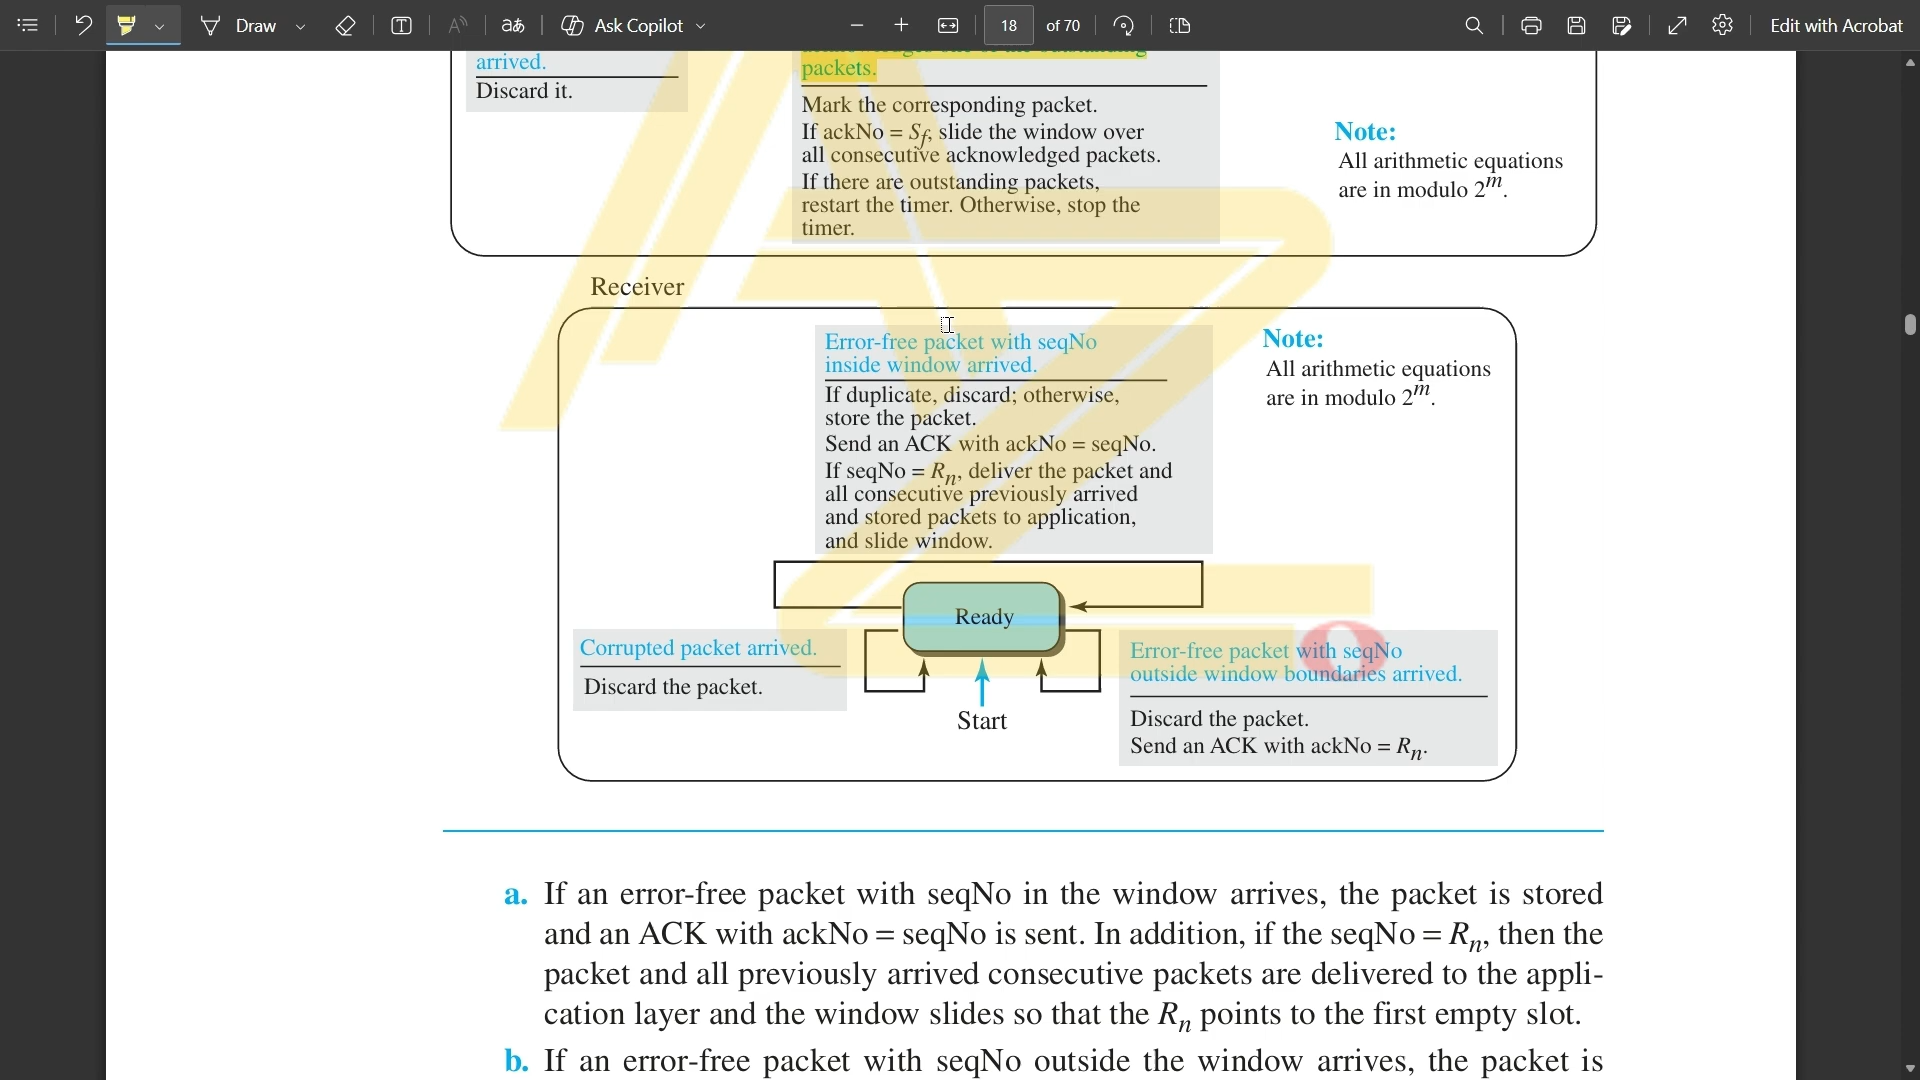 Draw
Ask Copilot
18
of 70
Edit with Acrobat
arrived.
Discard it.
packets.
Mark the corresponding packet.
If ackNo = Sf, slide the window over
all consecutive acknowledged packets.
If there are outstanding packets,
restart the timer. Otherwise, stop the
timer.
Note:
All arithmetic equations
are in modulo 2^m.
Receiver
Error-free packet with seqNo
inside window arrived.
If duplicate, discard; otherwise,
store the packet.
Send an ACK with ackNo = seqNo.
If seqNo = Rn, deliver the packet and
all consecutive previously arrived
and stored packets to application,
and slide window.
Note:
All arithmetic equations
are in modulo 2^m.
Ready
Corrupted packet arrived.
Discard the packet.
Start
Error-free packet with seqNo
outside window boundaries arrived.
Discard the packet.
Send an ACK with ackNo = Rn.
a. If an error-free packet with seqNo in the window arrives, the packet is stored
and an ACK with ackNo = seqNo is sent. In addition, if the seqNo = Rn, then the
packet and all previously arrived consecutive packets are delivered to the appli-
cation layer and the window slides so that the Rn points to the first empty slot.
b. If an error-free packet with seqNo outside the window arrives, the packet is